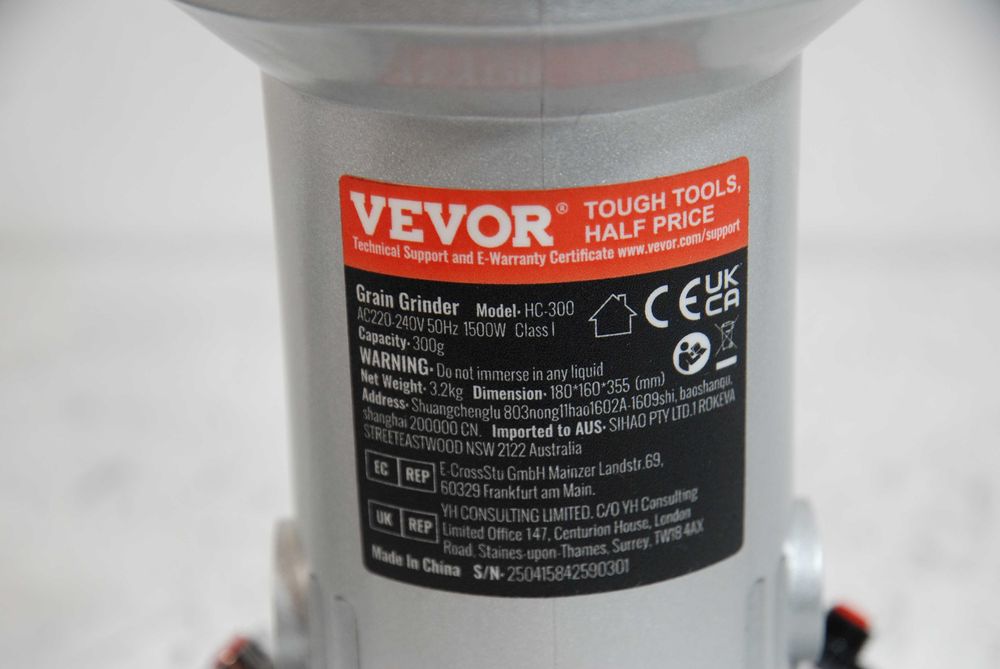 VEVOR® TOUGH TOOLS,
HALF PRICE
Technical Support and E-Warranty Certificate www.vevor.com/support
Grain Grinder Model: HC-300
AC220-240V 50Hz 1500W Class I
Capacity: 300g
CE UK CA
WARNING: Do not immerse in any liquid
Net Weight: 3.2kg Dimension: 180*160*355 (mm)
Address: Shuangchenglu 803nong11hao1602A-1609shi, baoshanqu,
shanghai 200000 CN. Imported to AUS: SIHAO PTY LTD.1 ROKEVA
STREETEASTWOOD NSW 2122 Australia
EC REP E-CrossStu GmbH Mainzer Landstr.69,
60329 Frankfurt am Main.
UK REP YH CONSULTING LIMITED. C/O YH Consulting
Limited Office 147, Centurion House, London
Road, Staines-upon-Thames, Surrey, TW18 4AX
Made In China S/N: 250415842590301